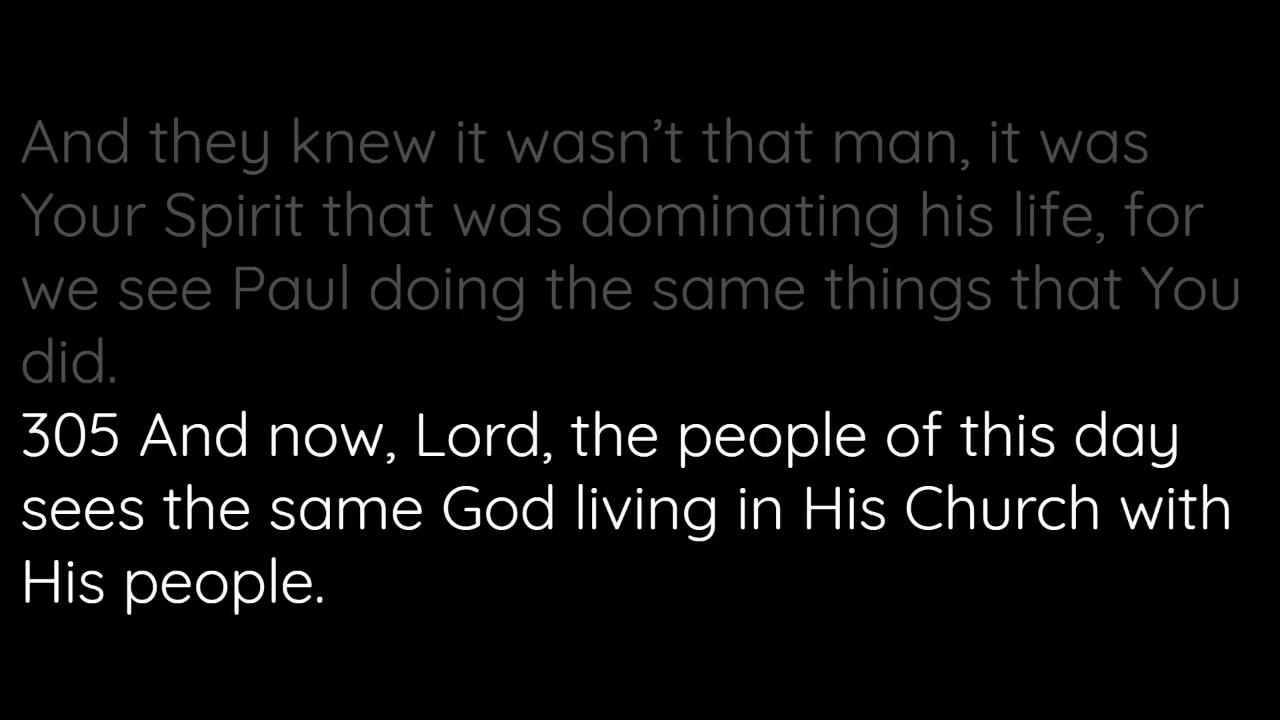 And they knew it wasn’t that man, it was
Your Spirit that was dominating his life, for
we see Paul doing the same things that You
did.
305 And now, Lord, the people of this day
sees the same God living in His Church with
His people.